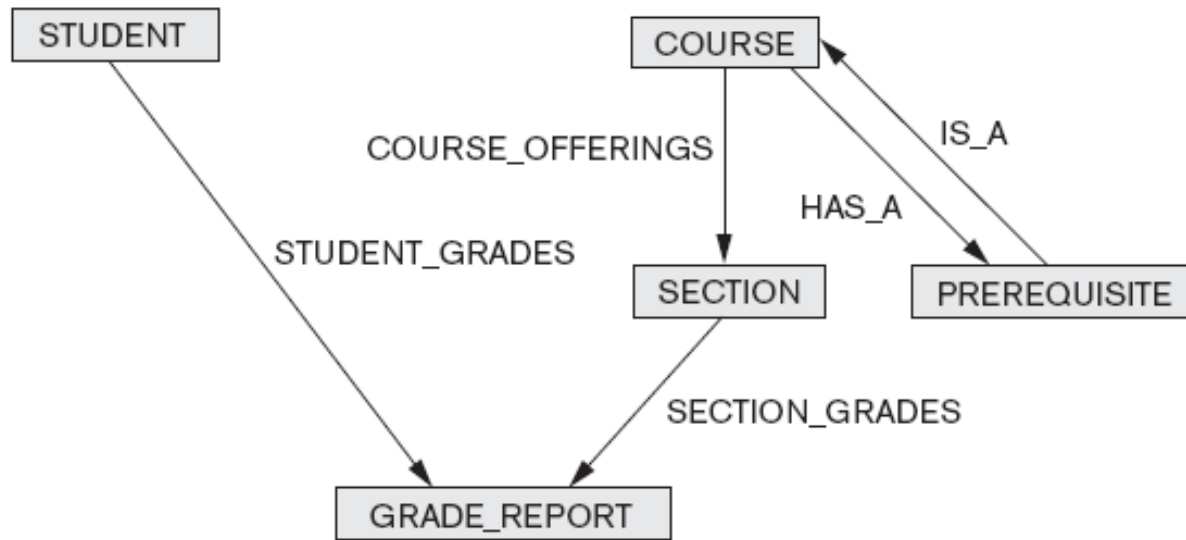 STUDENT
COURSE
COURSE_OFFERINGS
IS_A
HAS_A
STUDENT_GRADES
SECTION
PREREQUISITE
SECTION_GRADES
GRADE_REPORT